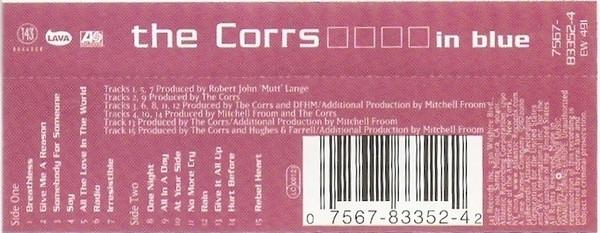 143
RECORDS
LAVA
the Corrs □□□□ in blue
7567-
83352-4
EW 491
Tracks 1, 5, 7 Produced by Robert John 'Mutt' Lange
Tracks 2, 9 Produced by The Corrs
Tracks 3, 6, 8, 11, 12 Produced by The Corrs and DFHM/Additional Production by Mitchell Froom
Tracks 4, 10, 14 Produced by Mitchell Froom and The Corrs
Track 13 Produced by The Corrs/Additional Production by Mitchell Froom
Track 15 Produced by The Corrs and Hughes & Farrell/Additional Production by Mitchell Froom
Side One
1 Breathless
2 Give Me A Reason
3 Somebody For Someone
4 Say
5 All The Love In The World
6 Radio
7 Irresistible
Side Two
8 One Night
9 All In A Day
10 At Your Side
11 No More Cry
12 Rain
13 Give It All Up
14 Hurt Before
15 Rebel Heart
0 7567-83352-4 2